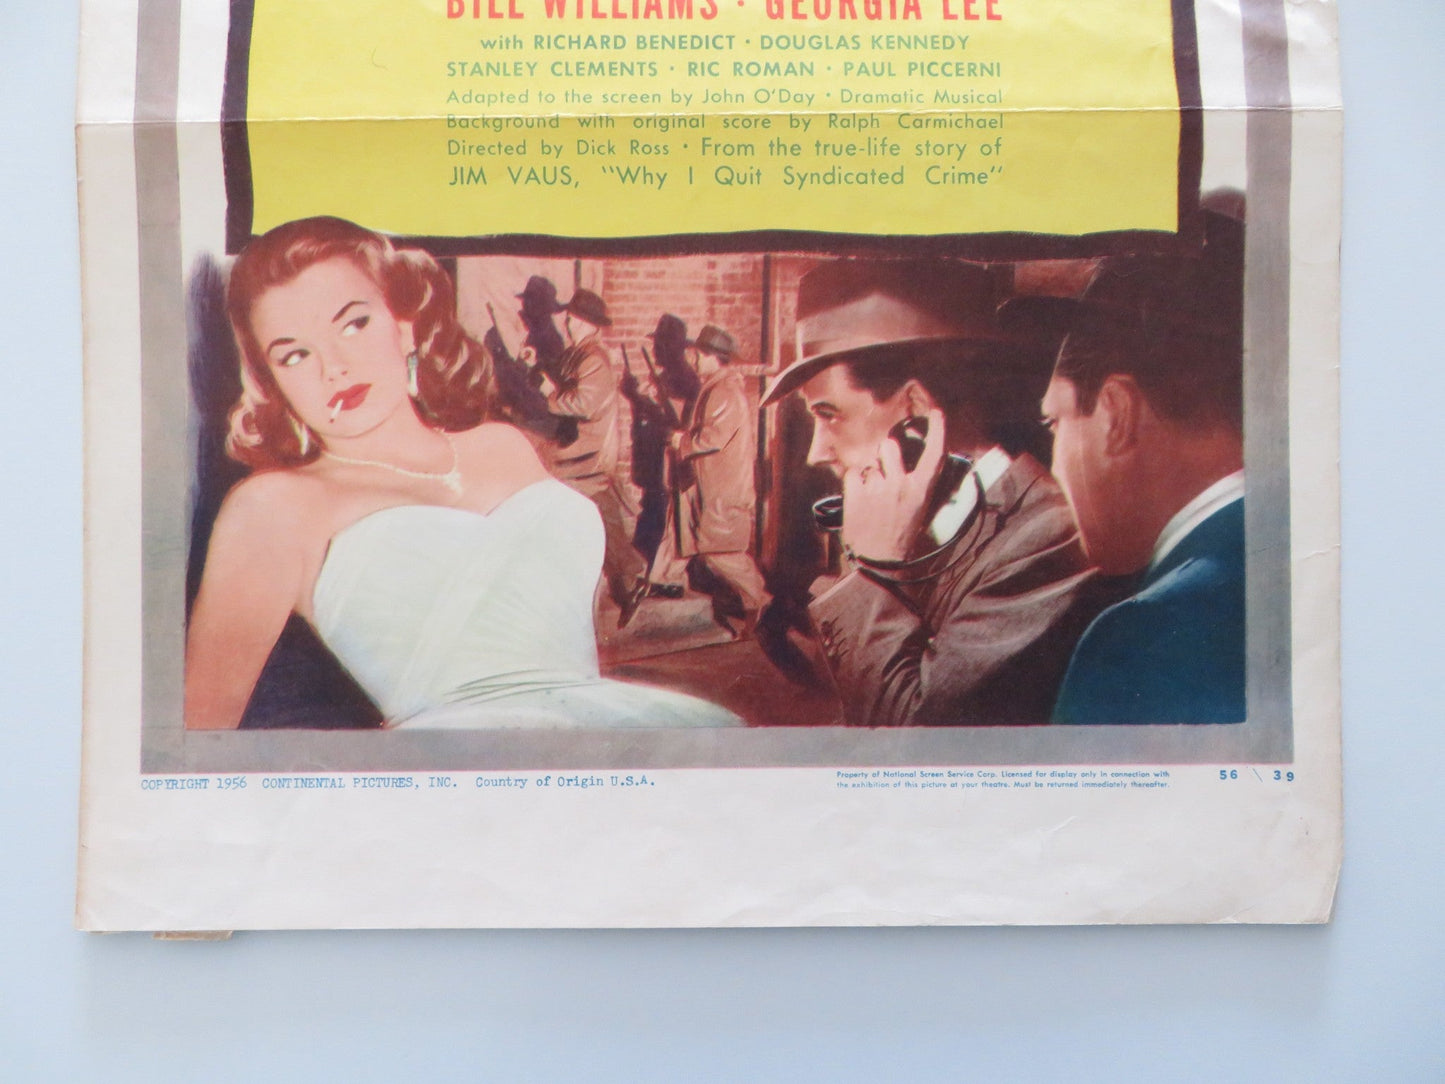 BILL WILLIAMS · GEORGIA LEE
with RICHARD BENEDICT · DOUGLAS KENNEDY
STANLEY CLEMENTS · RIC ROMAN · PAUL PICCERNI
Adapted to the screen by John O'Day · Dramatic Musical
Background with original score by Ralph Carmichael
Directed by Dick Ross · From the true-life story of
JIM VAUS, "Why I Quit Syndicated Crime"
COPYRIGHT 1956 CONTINENTAL PICTURES, INC. Country of Origin U.S.A.
Property of National Screen Service Corp. Licensed for display only in connection with
the exhibition of this picture at your theatre. Must be returned immediately thereafter.
56 \ 39